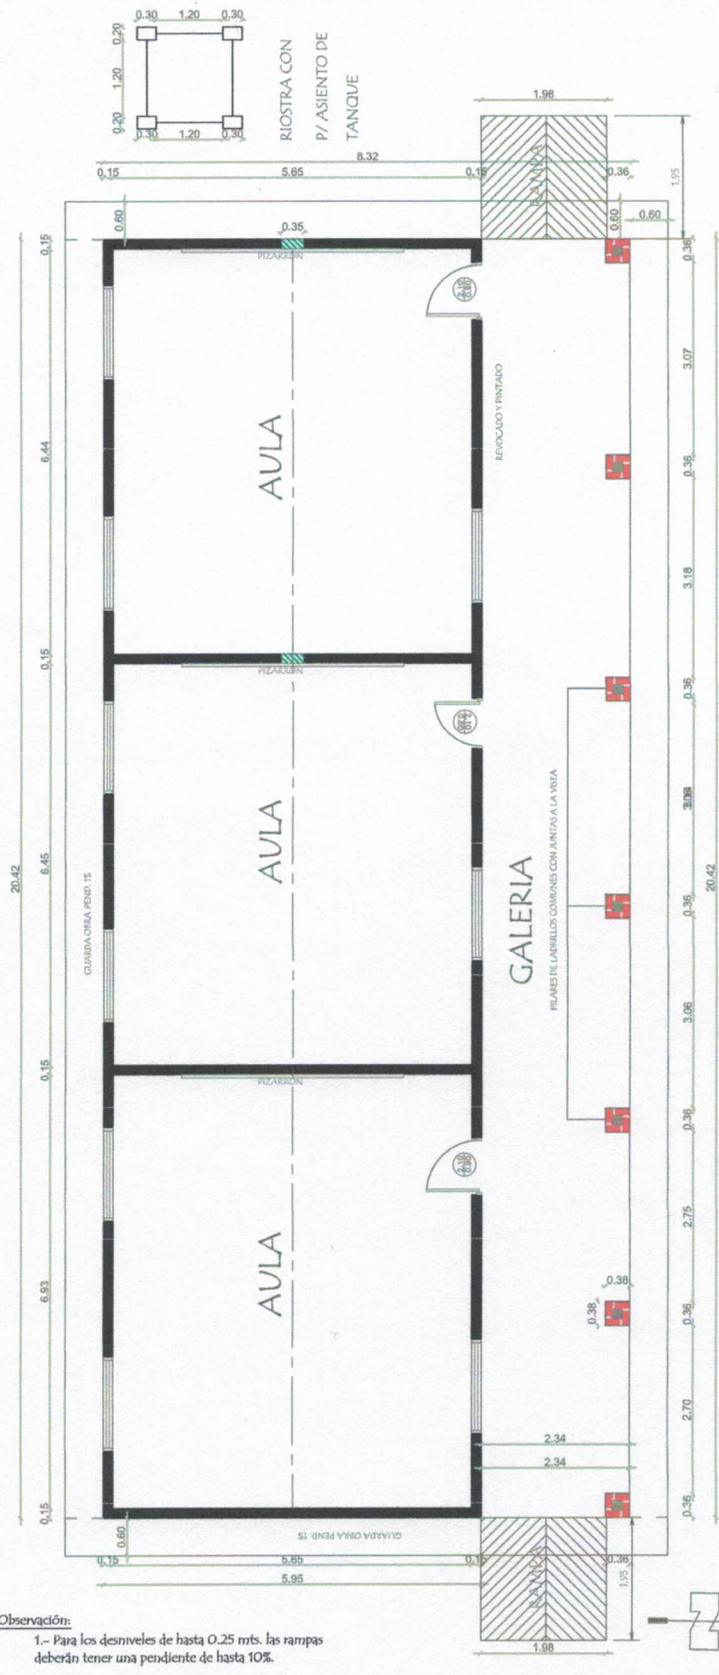 0.30 1.20 0.30
0.20
1.20
0.20
0.30 1.20 0.30
RIOSTRA CON
P/ ASIENTO DE
TANQUE
1.98
8.32
0.15 5.65 0.15 0.36
1.95
RAMPA
0.60
0.60
0.60
0.35
PIZARRON
0.15
2.10
0.36
3.07
REVOCADO Y PINTADO
AULA
6.44
0.36
3.18
0.15
PIZARRON
0.36
AULA
GALERIA
PILARES DE LADRILLOS COMUNES CON JUNTAS A LA VISTA
GUARDA OBRA PEND. 1%
20.42
6.45
0.36
20.42
3.06
0.15
PIZARRON
0.36
2.10
2.75
AULA
6.93
0.38
0.38
0.36
2.70
2.34
2.34
0.15
0.36
GUARDA OBRA PEND. 1%
0.60
0.15 5.65 0.15 0.36
5.95
RAMPA
1.95
1.98
Observación:
1.- Para los desniveles de hasta 0.25 mts. las rampas
deberán tener una pendiente de hasta 10%.